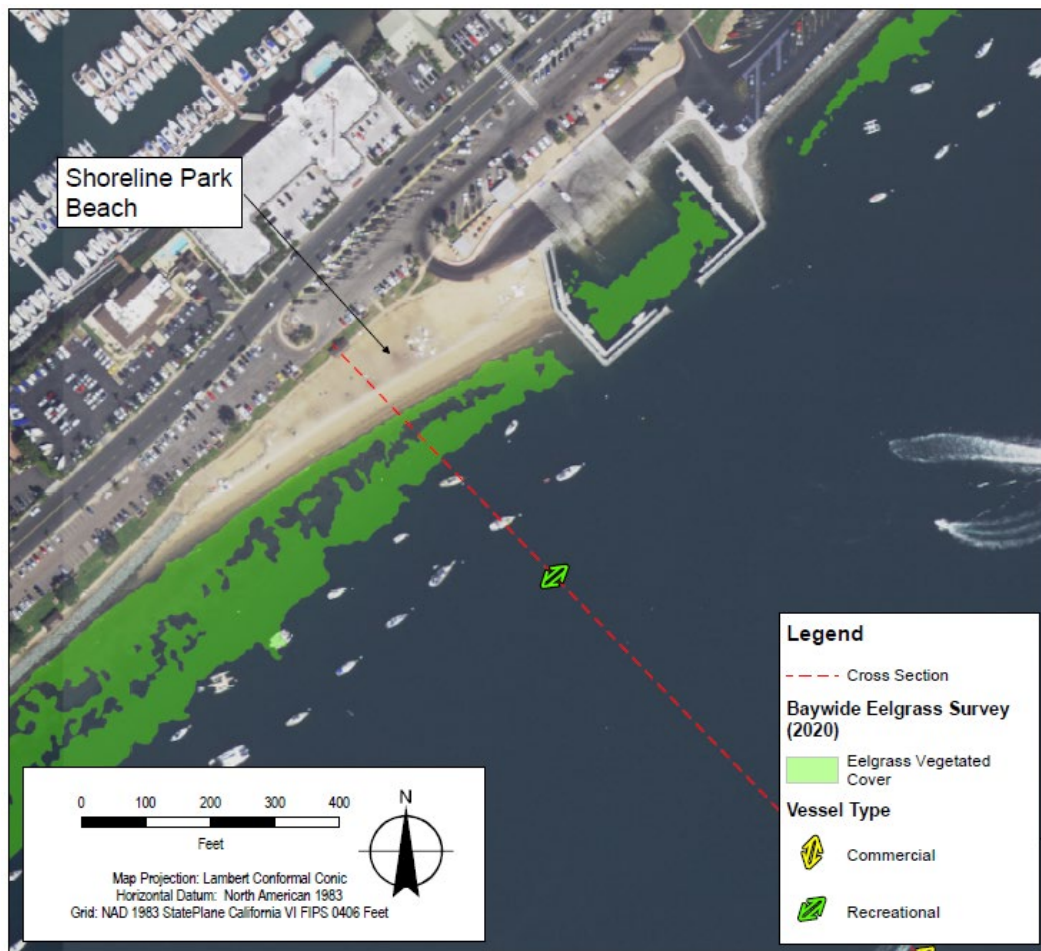 Shoreline Park
Beach
Legend
Cross Section
Baywide Eelgrass Survey
(2020)
Eelgrass Vegetated
Cover
Vessel Type
Commercial
Recreational
0 100 200 300 400
Feet
N
Map Projection: Lambert Conformal Conic
Horizontal Datum: North American 1983
Grid: NAD 1983 StatePlane California VI FIPS 0406 Feet